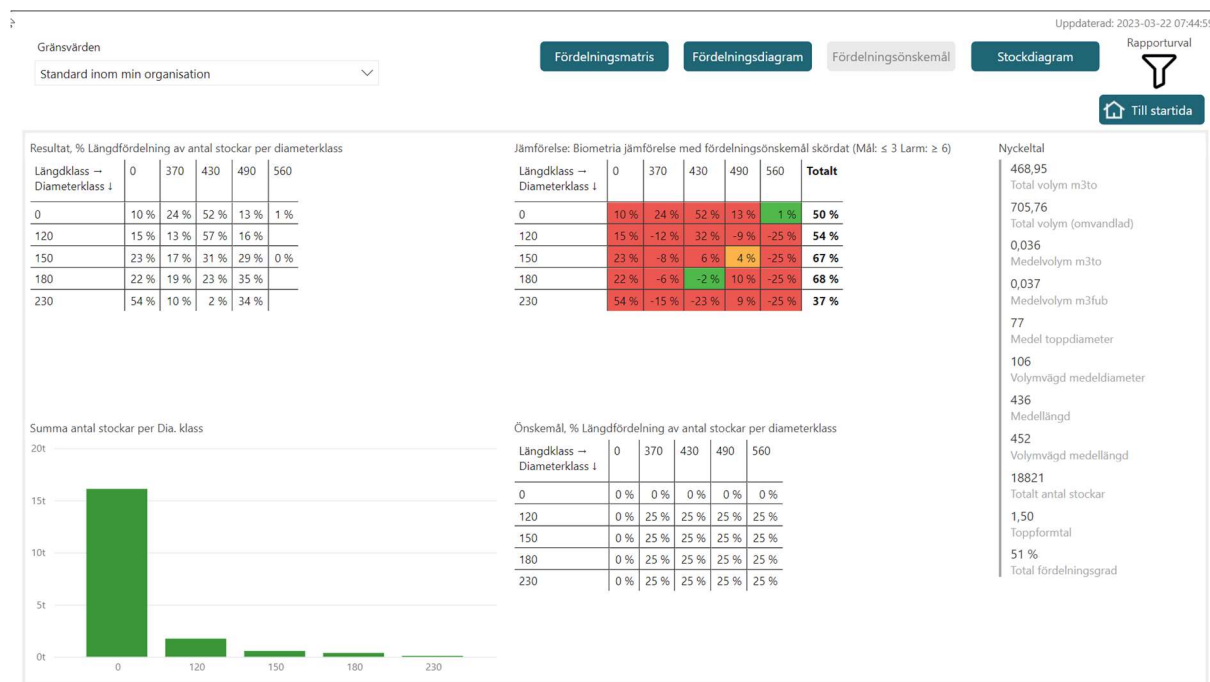 Uppdaterad: 2023-03-22 07:44:59
Gränsvärden
Standard inom min organisation
Fördelningsmatris
Fördelningsdiagram
Fördelningsönskemål
Stockdiagram
Rapporturval
Till startida
Resultat, % Längdfördelning av antal stockar per diameterklass
Längdklass → 0 370 430 490 560
Diameterklass ↓
0 10 % 24 % 52 % 13 % 1 %
120 15 % 13 % 57 % 16 %
150 23 % 17 % 31 % 29 % 0 %
180 22 % 19 % 23 % 35 %
230 54 % 10 % 2 % 34 %
Jämförelse: Biometria jämförelse med fördelningsönskemål skördat (Mål: ≤ 3 Larm: ≥ 6)
Längdklass → 0 370 430 490 560 Totalt
Diameterklass ↓
0 10 % 24 % 52 % 13 % 1 % 50 %
120 15 % -12 % 32 % -9 % -25 % 54 %
150 23 % -8 % 6 % 4 % -25 % 67 %
180 22 % -6 % -2 % 10 % -25 % 68 %
230 54 % -15 % -23 % 9 % -25 % 37 %
Nyckeltal
468,95
Total volym m3to
705,76
Total volym (omvandlad)
0,036
Medelvolym m3to
0,037
Medelvolym m3fub
77
Medel toppdiameter
106
Volymvägd medeldiameter
436
Medellängd
452
Volymvägd medellängd
18821
Totalt antal stockar
1,50
Toppformtal
51 %
Total fördelningsgrad
Summa antal stockar per Dia. klass
20t
15t
10t
5t
0t
0 120 150 180 230
Önskemål, % Längdfördelning av antal stockar per diameterklass
Längdklass → 0 370 430 490 560
Diameterklass ↓
0 0 % 0 % 0 % 0 % 0 %
120 0 % 25 % 25 % 25 % 25 %
150 0 % 25 % 25 % 25 % 25 %
180 0 % 25 % 25 % 25 % 25 %
230 0 % 25 % 25 % 25 % 25 %